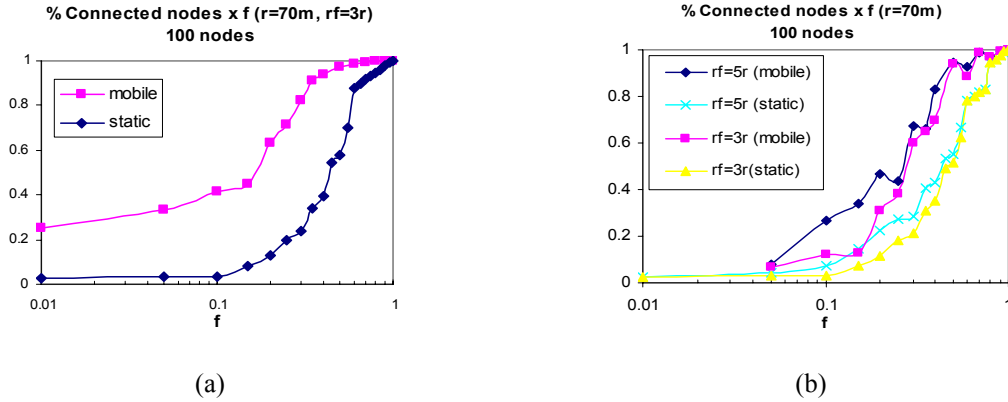 % Connected nodes x f (r=70m, rf=3r)
100 nodes
1
0.8
0.6
0.4
0.2
0
mobile
static
0.01
0.1
1
f
(a)
% Connected nodes x f (r=70m)
100 nodes
1
0.8
0.6
0.4
0.2
0
rf=5r (mobile)
rf=5r (static)
rf=3r (mobile)
rf=3r(static)
0.01
0.1
1
f
(b)